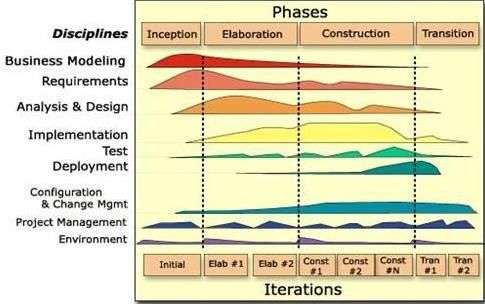 Phases
Disciplines
Inception
Elaboration
Construction
Transition
Business Modeling
Requirements
Analysis & Design
Implementation
Test
Deployment
Configuration
& Change Mgmt
Project Management
Environment
Initial
Elab #1
Elab #2
Const
#1
Const
#2
Const
#N
Tran
#1
Tran
#2
Iterations